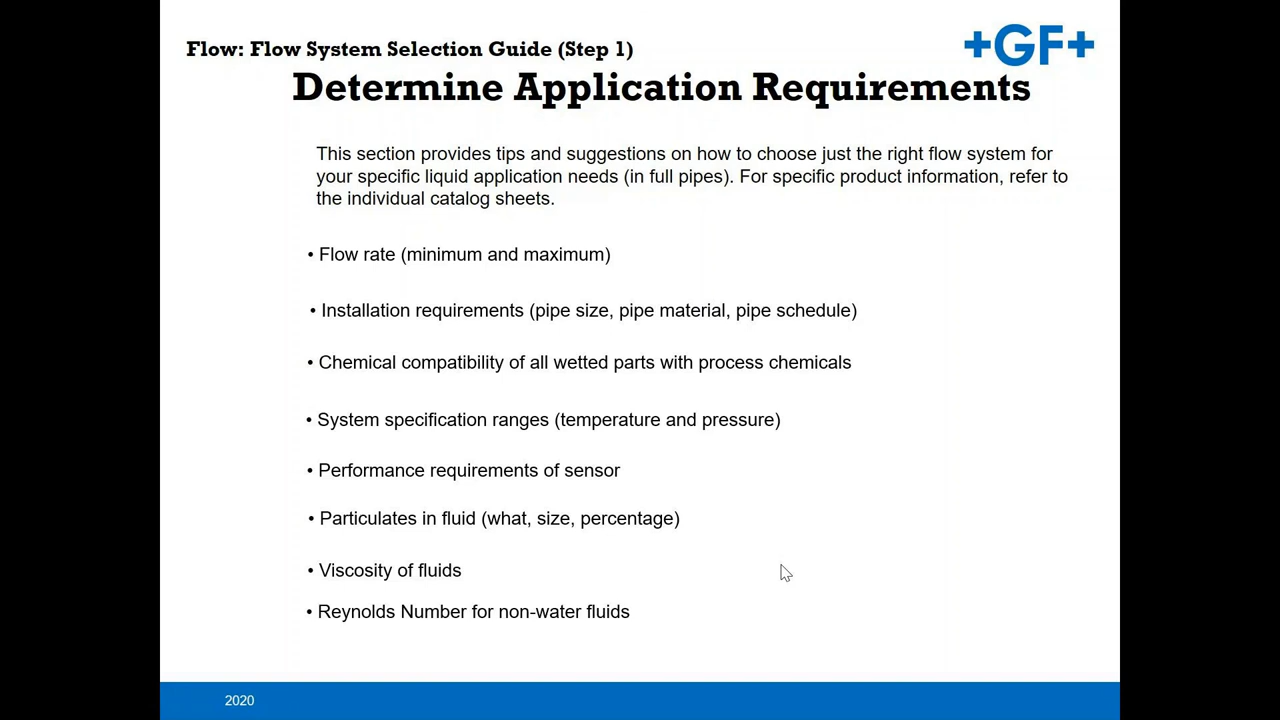 Flow: Flow System Selection Guide (Step 1)
+GF+
Determine Application Requirements
This section provides tips and suggestions on how to choose just the right flow system for
your specific liquid application needs (in full pipes). For specific product information, refer to
the individual catalog sheets.
• Flow rate (minimum and maximum)
• Installation requirements (pipe size, pipe material, pipe schedule)
• Chemical compatibility of all wetted parts with process chemicals
• System specification ranges (temperature and pressure)
• Performance requirements of sensor
• Particulates in fluid (what, size, percentage)
• Viscosity of fluids
• Reynolds Number for non-water fluids
2020